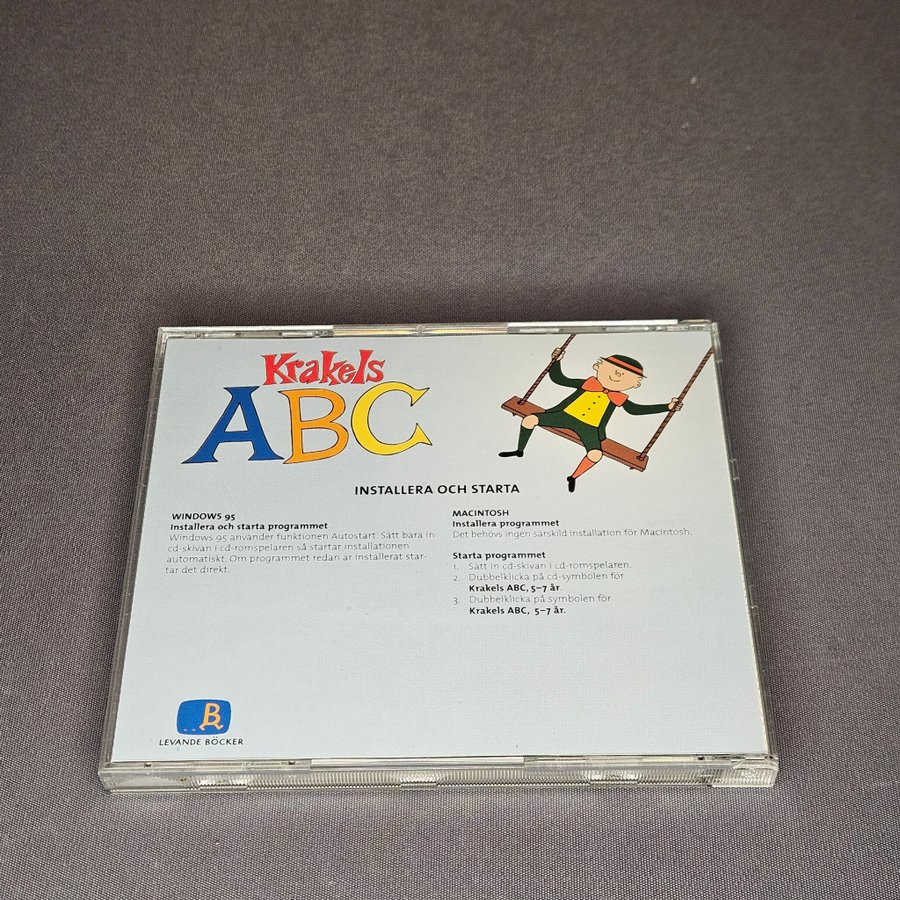 Krakels
ABC
INSTALLERA OCH STARTA
WINDOWS 95
Installera och starta programmet
Windows 95 använder funktionen Autostart. Sätt bara in
cd-skivan i cd-romspelaren så startar installationen
automatiskt. Om programmet redan är installerat star-
tar det direkt.
MACINTOSH
Installera programmet
Det behövs ingen särskild installation för Macintosh.
Starta programmet
1. Sätt in cd-skivan i cd-romspelaren.
2. Dubbelklicka på cd-symbolen för
Krakels ABC, 5–7 år.
3. Dubbelklicka på symbolen för
Krakels ABC, 5–7 år.
B
LEVANDE BÖCKER